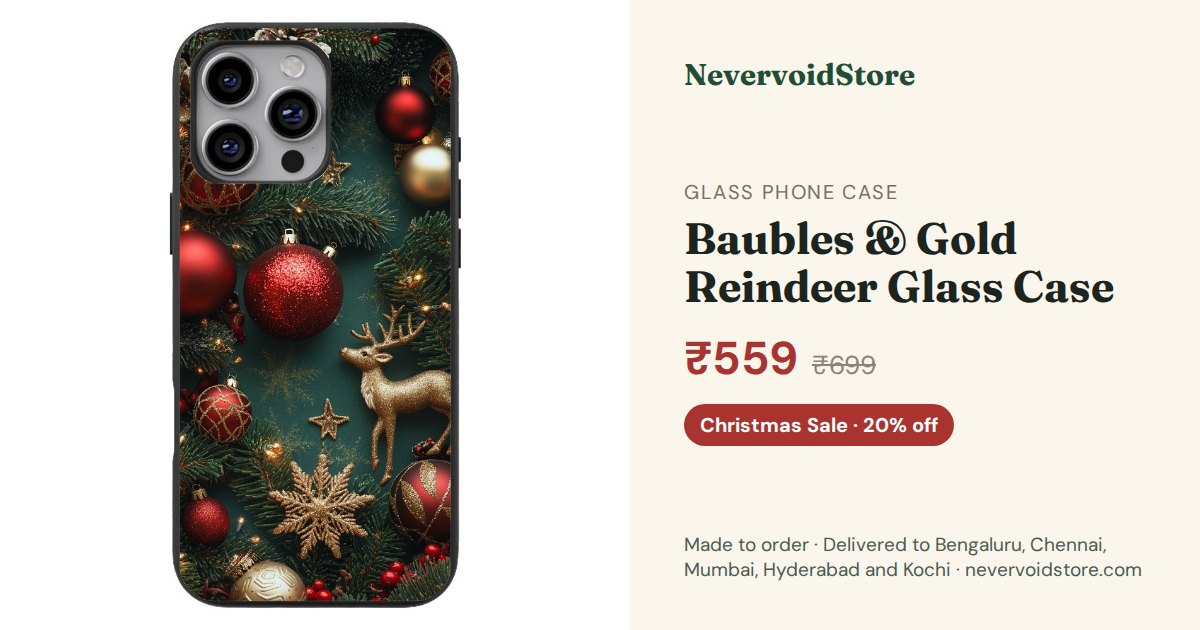 NevervoidStore
GLASS PHONE CASE
Baubles & Gold
Reindeer Glass Case
₹559 ₹699
Christmas Sale · 20% off
Made to order · Delivered to Bengaluru, Chennai,
Mumbai, Hyderabad and Kochi · nevervoidstore.com